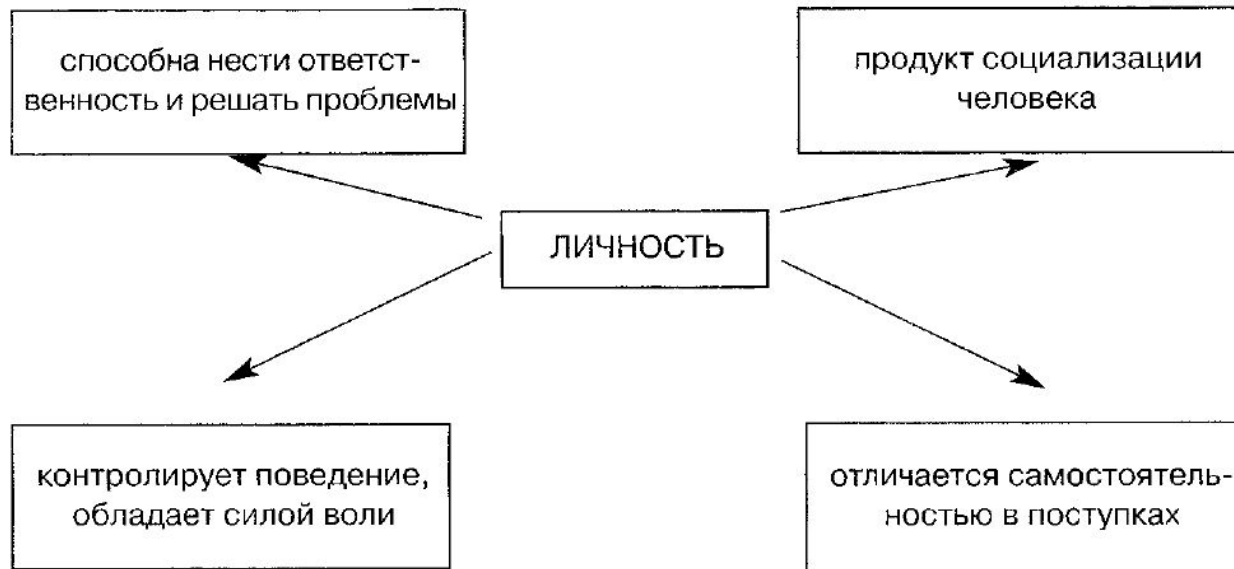 способна нести ответст-
венность и решать проблемы
продукт социализации
человека
ЛИЧНОСТЬ
контролирует поведение,
обладает силой воли
отличается самостоятель-
ностью в поступках